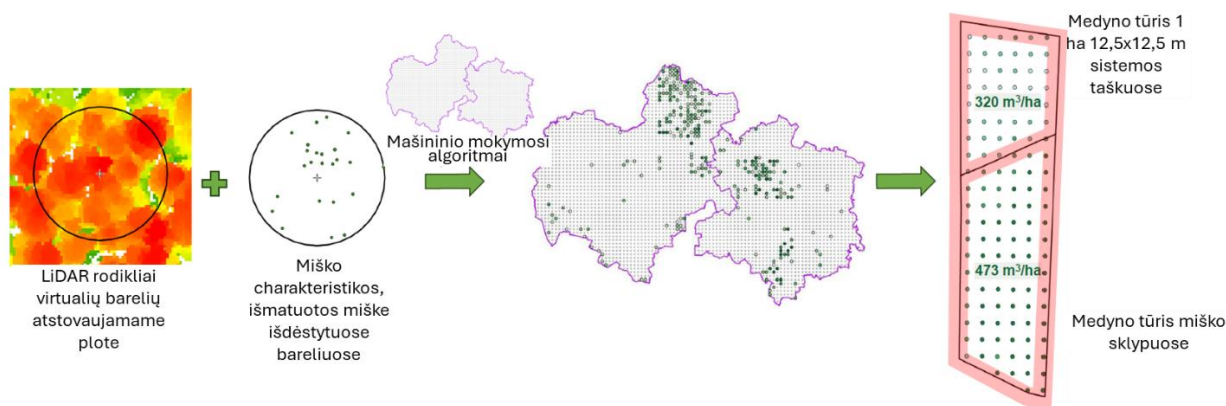 LiDAR rodikliai
virtualių barelių
atstovaujamame
plote
Miško
charakteristikos,
išmatuotos miške
išdėstytuose
bareliuose
Mašininio mokymosi
algoritmai
Medyno tūris 1
ha 12,5x12,5 m
sistemos
taškuose
320 m³/ha
473 m³/ha
Medyno tūris miško
sklypuose